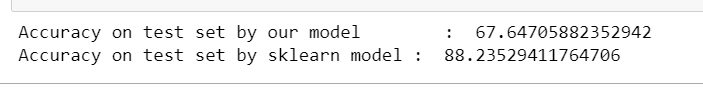 Accuracy on test set by our model : 67.64705882352942
Accuracy on test set by sklearn model : 88.23529411764706